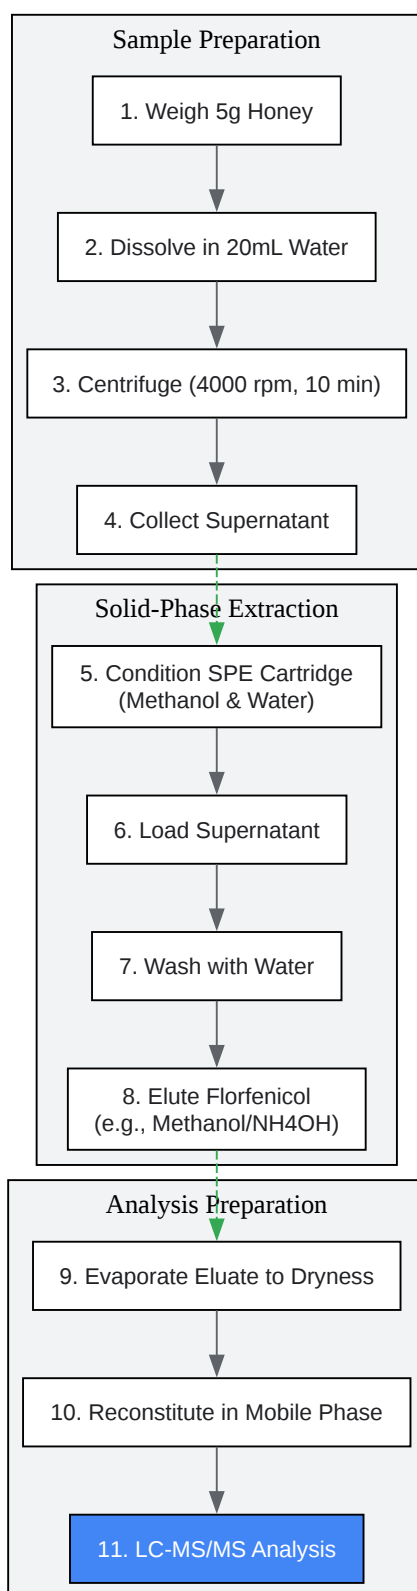 Sample Preparation
1. Weigh 5g Honey
2. Dissolve in 20mL Water
3. Centrifuge (4000 rpm, 10 min)
4. Collect Supernatant
Solid-Phase Extraction
5. Condition SPE Cartridge
(Methanol & Water)
6. Load Supernatant
7. Wash with Water
8. Elute Florfenicol
(e.g., Methanol/NH4OH)
Analysis Preparation
9. Evaporate Eluate to Dryness
10. Reconstitute in Mobile Phase
11. LC-MS/MS Analysis